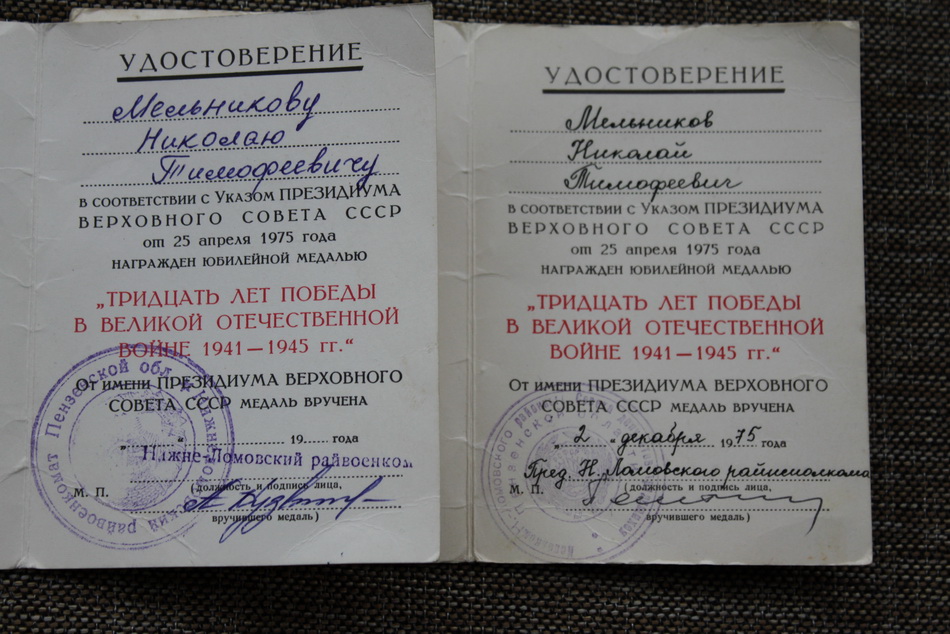 УДОСТОВЕРЕНИЕ
Мельникову
Николаю
Тимофеевичу
в соответствии с Указом ПРЕЗИДИУМА
ВЕРХОВНОГО СОВЕТА СССР
от 25 апреля 1975 года
НАГРАЖДЕН ЮБИЛЕЙНОЙ МЕДАЛЬЮ
„ТРИДЦАТЬ ЛЕТ ПОБЕДЫ
В ВЕЛИКОЙ ОТЕЧЕСТВЕННОЙ
ВОЙНЕ 1941—1945 гг.“
От имени ПРЕЗИДИУМА ВЕРХОВНОГО
СОВЕТА СССР МЕДАЛЬ ВРУЧЕНА
" " 19 года
Нижне-Ломовский райвоенком
(должность и подпись лица,
М. П.
вручившего медаль)
Пензенской обл
райвоенкомат
УДОСТОВЕРЕНИЕ
Мельников
Николай
Тимофеевич
в соответствии с Указом ПРЕЗИДИУМА
ВЕРХОВНОГО СОВЕТА СССР
от 25 апреля 1975 года
НАГРАЖДЕН ЮБИЛЕЙНОЙ МЕДАЛЬЮ
„ТРИДЦАТЬ ЛЕТ ПОБЕДЫ
В ВЕЛИКОЙ ОТЕЧЕСТВЕННОЙ
ВОЙНЕ 1941—1945 гг.“
От имени ПРЕЗИДИУМА ВЕРХОВНОГО
СОВЕТА СССР МЕДАЛЬ ВРУЧЕНА
„ 2 „ декабря 1975 года
Пред. Н. Ломовского райисполкома
М. П.
(должность и подпись лица,
вручившего медаль)